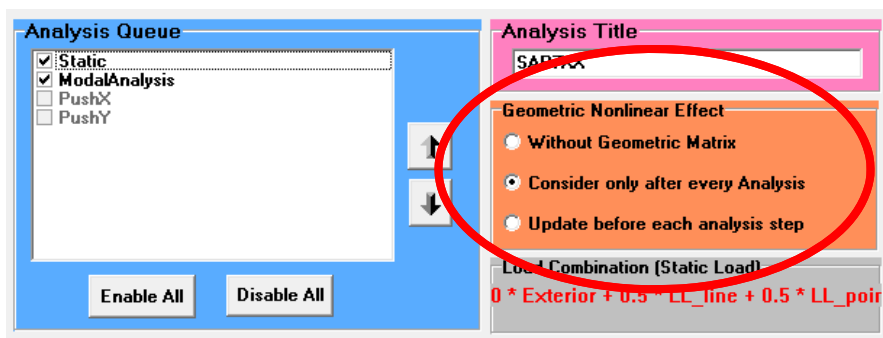 Analysis Queue
Static
ModalAnalysis
PushX
PushY
Enable All
Disable All
Analysis Title
Geometric Nonlinear Effect
Without Geometric Matrix
Consider only after every Analysis
Update before each analysis step
Load Combination (Static Load)
0 * Exterior + 0.5 * LL_line + 0.5 * LL_poin